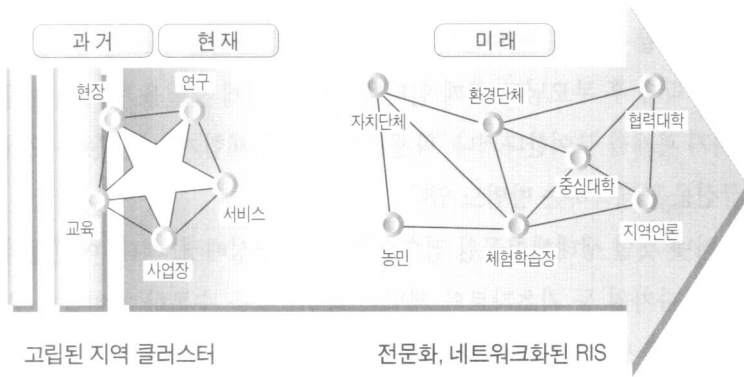 과거
현재
미래
현장
연구
서비스
사업장
교육
자치단체
환경단체
협력대학
중심대학
지역언론
체험학습장
농민
고립된 지역 클러스터
전문화, 네트워크화된 RIS